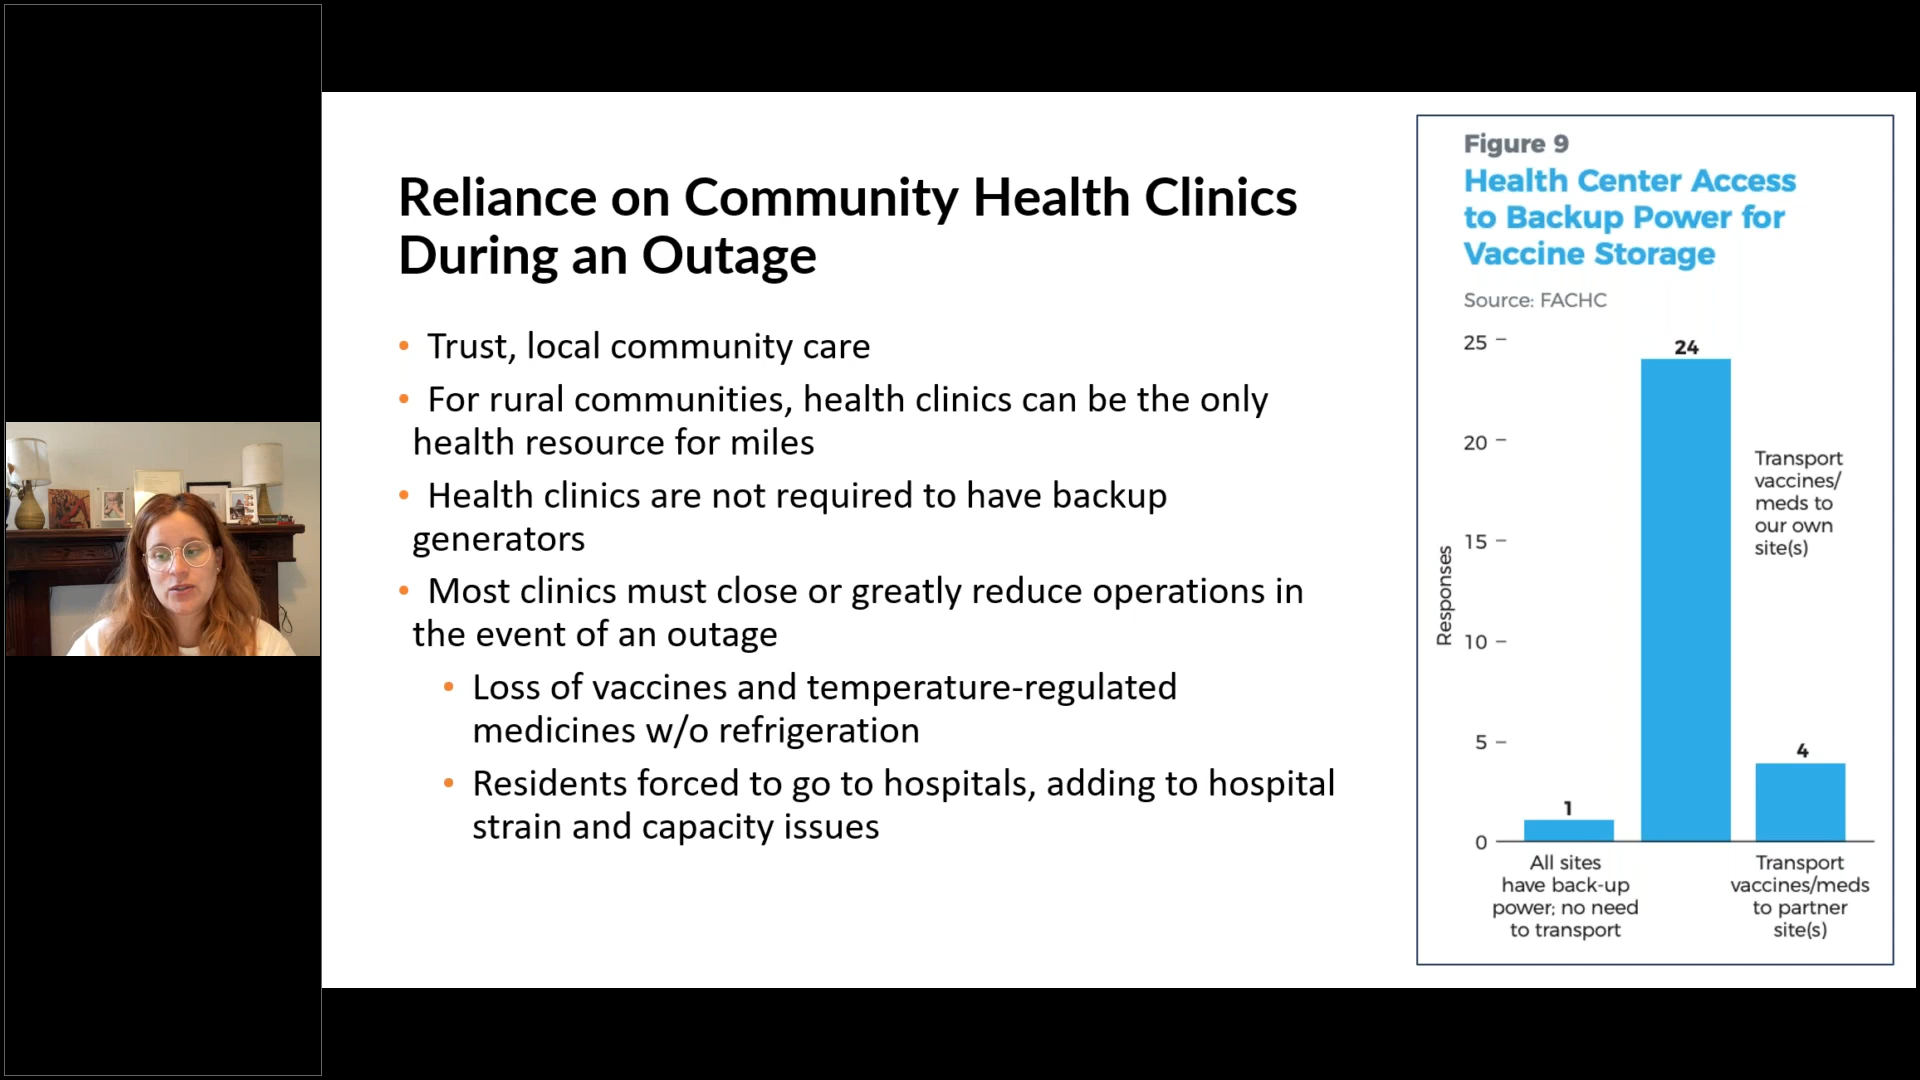 Reliance on Community Health Clinics
During an Outage
• Trust, local community care
• For rural communities, health clinics can be the only
health resource for miles
• Health clinics are not required to have backup
generators
• Most clinics must close or greatly reduce operations in
the event of an outage
• Loss of vaccines and temperature-regulated
medicines w/o refrigeration
• Residents forced to go to hospitals, adding to hospital
strain and capacity issues
Figure 9
Health Center Access
to Backup Power for
Vaccine Storage
Source: FACHC
Responses
25
20
15
10
5
0
1
24
4
All sites
have back-up
power; no need
to transport
Transport
vaccines/
meds to
our own
site(s)
Transport
vaccines/meds
to partner
site(s)